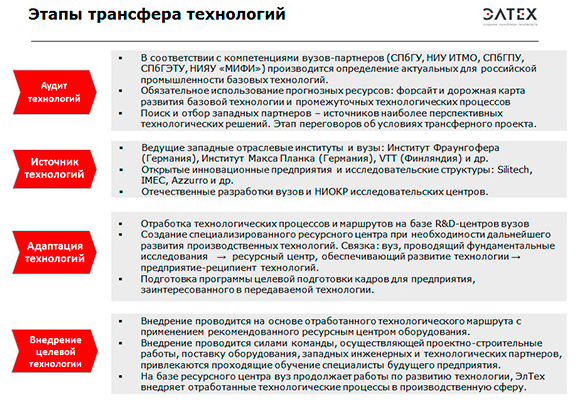 Этапы трансфера технологий
ЭЛТЕХ
Аудит
технологий
▪ В соответствии с компетенциями вузов-партнеров (СПбГУ, НИУ ИТМО, СПбГПУ,
СПбГЭТУ, НИЯУ «МИФИ») производится определение актуальных для российской
промышленности базовых технологий.
▪ Обязательное использование прогнозных ресурсов: форсайт и дорожная карта
развития базовой технологии и промежуточных технологических процессов
▪ Поиск и отбор западных партнеров – источников наиболее перспективных
технологических решений. Этап переговоров об условиях трансферного проекта.
Источник
технологий
▪ Ведущие западные отраслевые институты и вузы: Институт Фраунгофера
(Германия), Институт Макса Планка (Германия), VTT (Финляндия) и др.
▪ Открытые инновационные предприятия и исследовательские структуры: Silitech,
IMEC, Azzurro и др.
▪ Отечественные разработки вузов и НИОКР исследовательских центров.
Адаптация
технологий
▪ Отработка технологических процессов и маршрутов на базе R&D-центров вузов
▪ Создание специализированного ресурсного центра при необходимости дальнейшего
развития производственных технологий. Связка: вуз, проводящий фундаментальные
исследования → ресурсный центр, обеспечивающий развитие технологии→
предприятие-реципиент технологий.
▪ Подготовка программы целевой подготовки кадров для предприятия,
заинтересованного в передаваемой технологии.
Внедрение
целевой
технологии
▪ Внедрение проводится на основе отработанного технологического маршрута с
применением рекомендованного ресурсным центром оборудования.
▪ Внедрение проводится силами команды, осуществляющей проектно-строительные
работы, поставку оборудования, западных инженерных и технологических партнеров,
привлекаются проходящие обучение специалисты будущего предприятия.
▪ На базе ресурсного центра вуз продолжает работы по развитию технологии, ЭлТех
внедряет отработанные технологические процессы в производственную сферу.